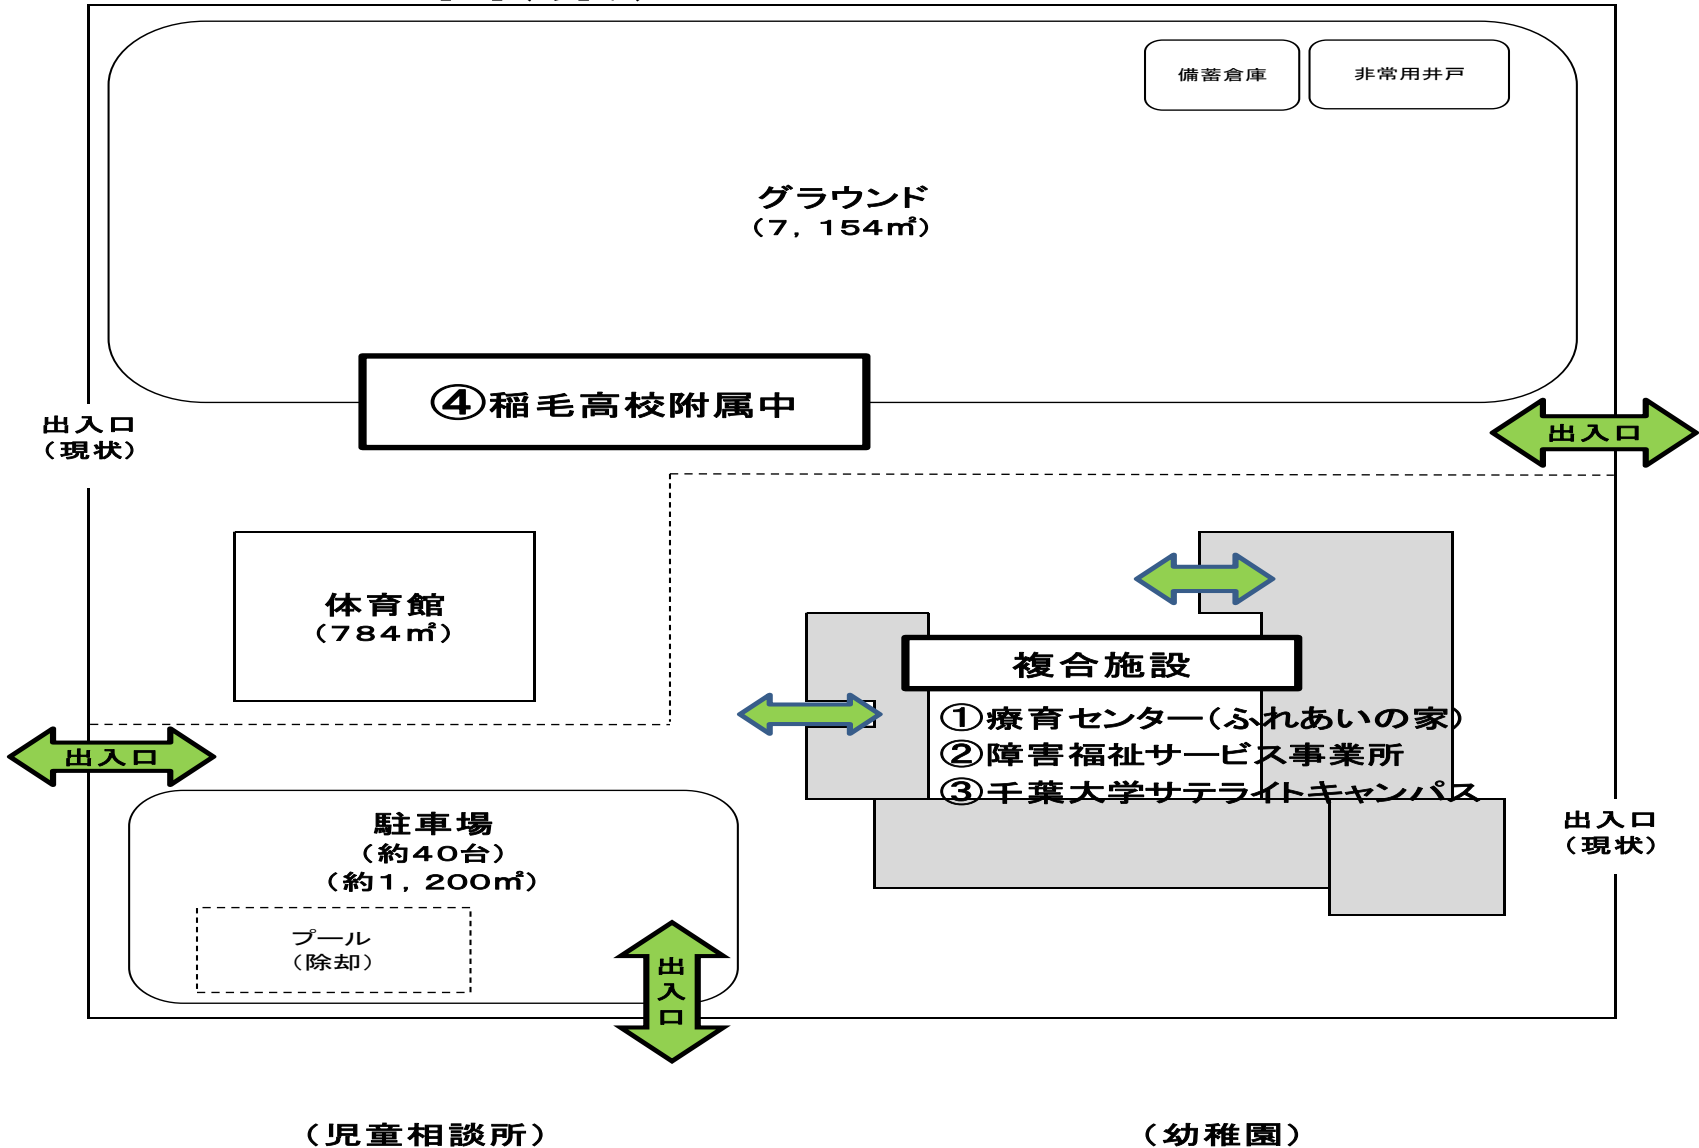 備蓄倉庫
非常用井戸
グラウンド
（７，１５４㎡）
④稲毛高校附属中
出入口
（現状）
出入口
体育館
（７８４㎡）
複合施設
①療育センター（ふれあいの家）
②障害福祉サービス事業所
③千葉大学サテライトキャンパス
出入口
駐車場
（約４０台）
（約１，２００㎡）
プール
（除却）
出入口
出入口
（現状）
（児童相談所）
（幼稚園）